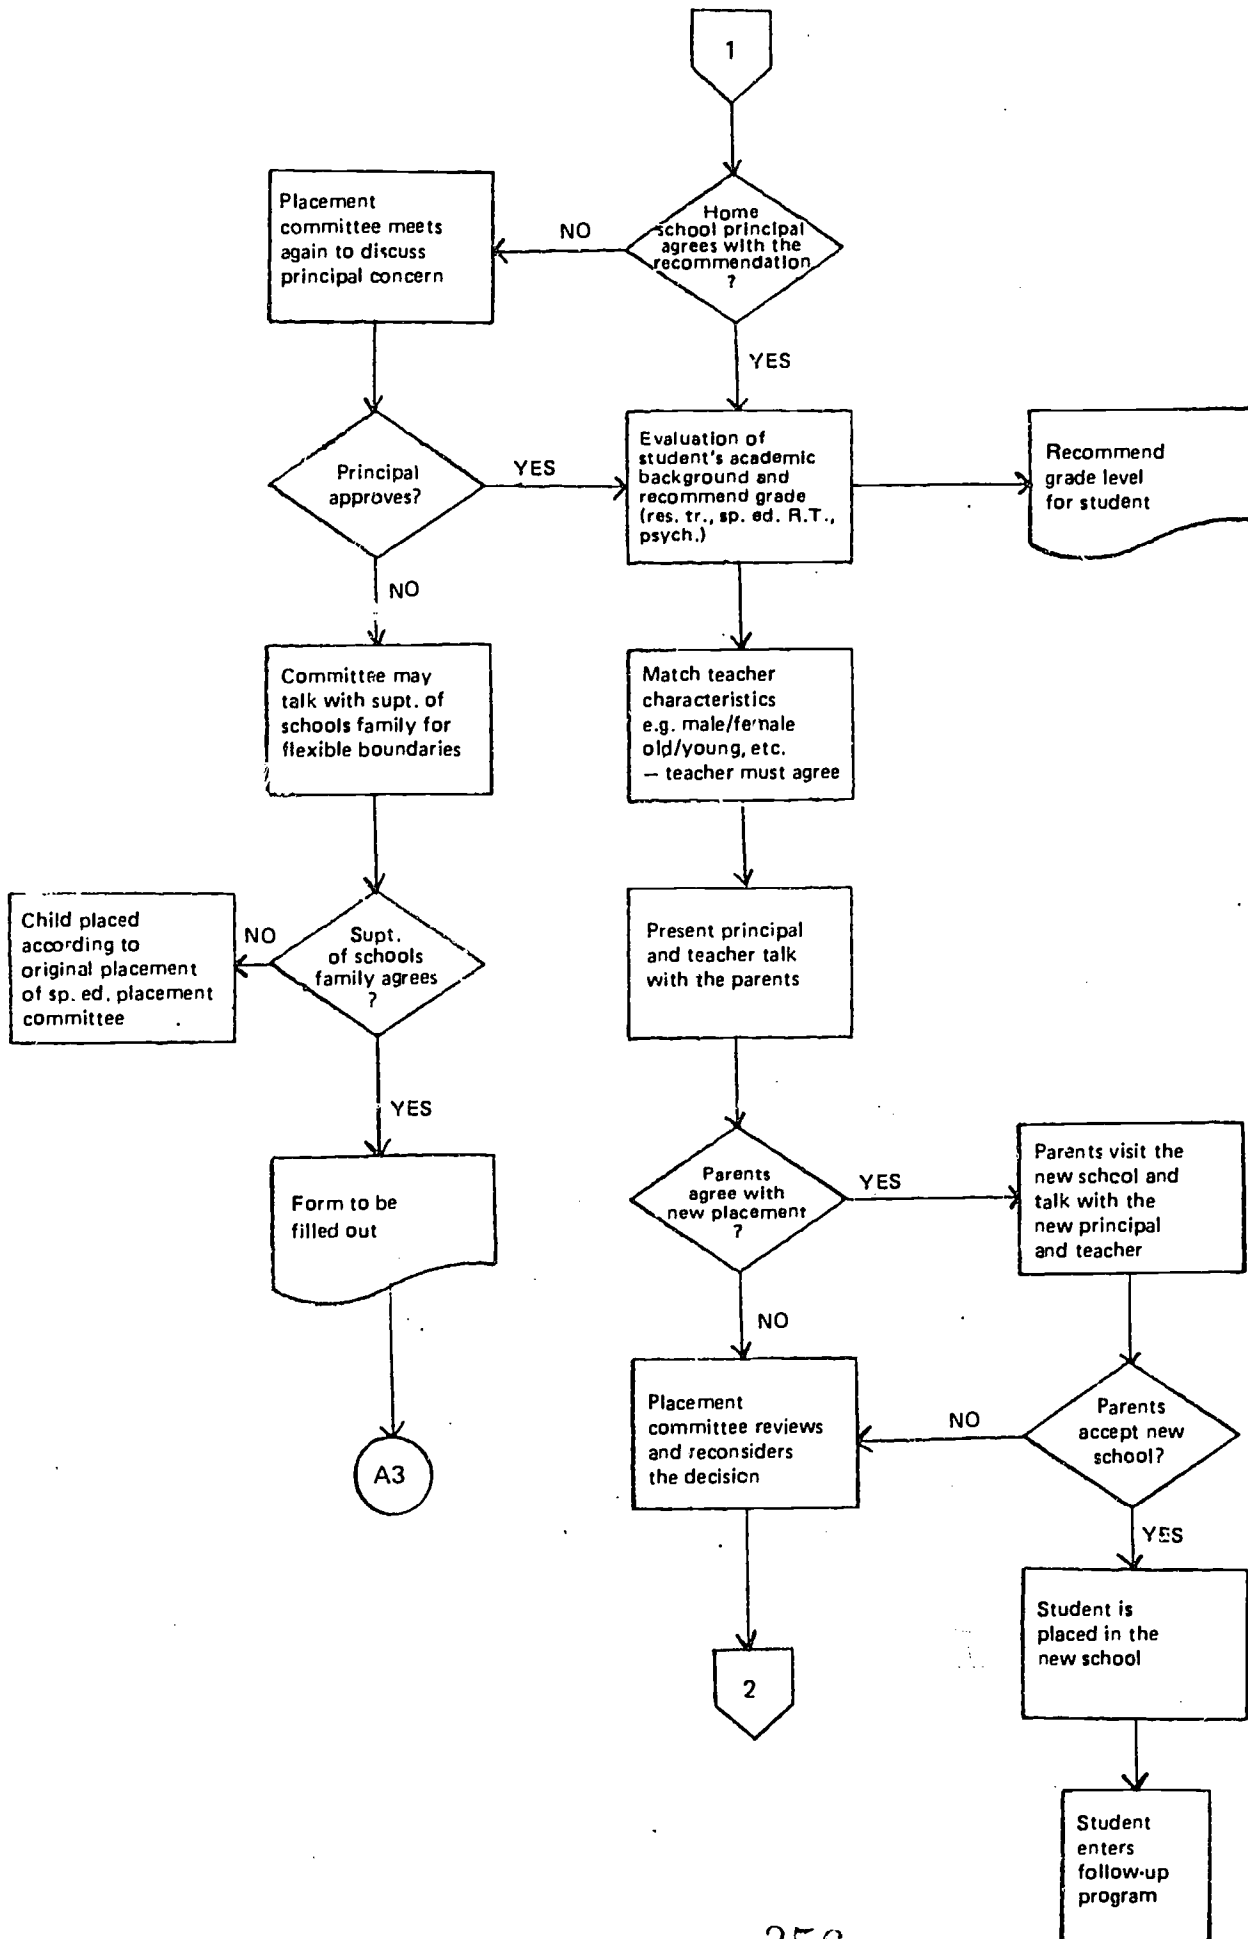 1
Home
school principal
agrees with the
recommendation
?
NO
Placement
committee meets
again to discuss
principal concern
YES
Principal
approves?
YES
Evaluation of
student's academic
background and
recommend grade
(res. tr., sp. ed. R.T.,
psych.)
Recommend
grade level
for student
NO
Committee may
talk with supt. of
schools family for
flexible boundaries
Match teacher
characteristics
e.g. male/female
old/young, etc.
— teacher must agree
Child placed
according to
original placement
of sp. ed. placement
committee
NO
Supt.
of schools
family agrees
?
Present principal
and teacher talk
with the parents
YES
Form to be
filled out
A3
Parents
agree with
new placement
?
YES
Parents visit the
new school and
talk with the
new principal
and teacher
NO
Placement
committee reviews
and reconsiders
the decision
NO
Parents
accept new
school?
YES
2
Student is
placed in the
new school
Student
enters
follow-up
program